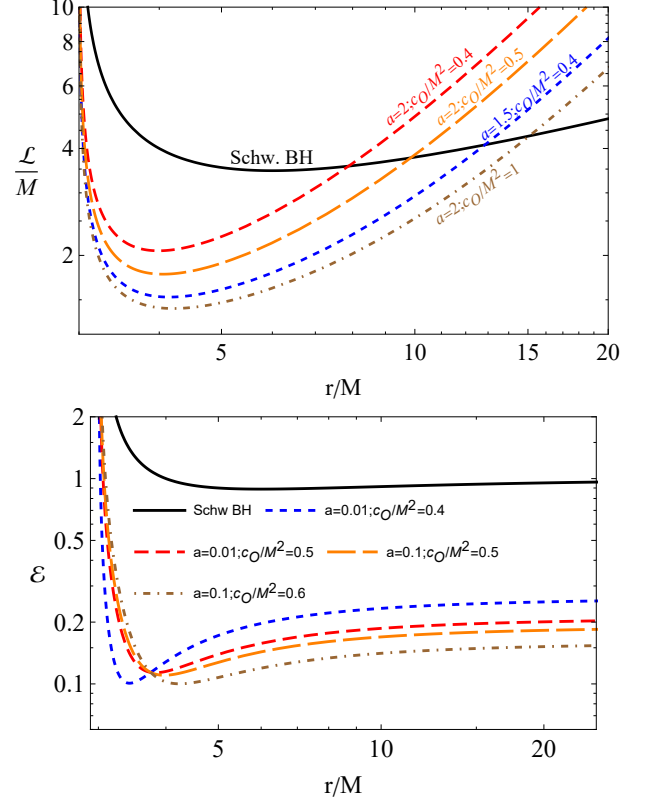 10
8
6
4
2
ℒ/M
a=2;c_O/M²=0.4
a=2;c_O/M²=0.5
a=1.5;c_O/M²=0.4
a=2;c_O/M²=1
Schw. BH
5 10 15 20
r/M
2
1
0.5
0.2
0.1
ℰ
Schw BH a=0.01;c_O/M²=0.4
a=0.01;c_O/M²=0.5 a=0.1;c_O/M²=0.5
a=0.1;c_O/M²=0.6
5 10 20
r/M